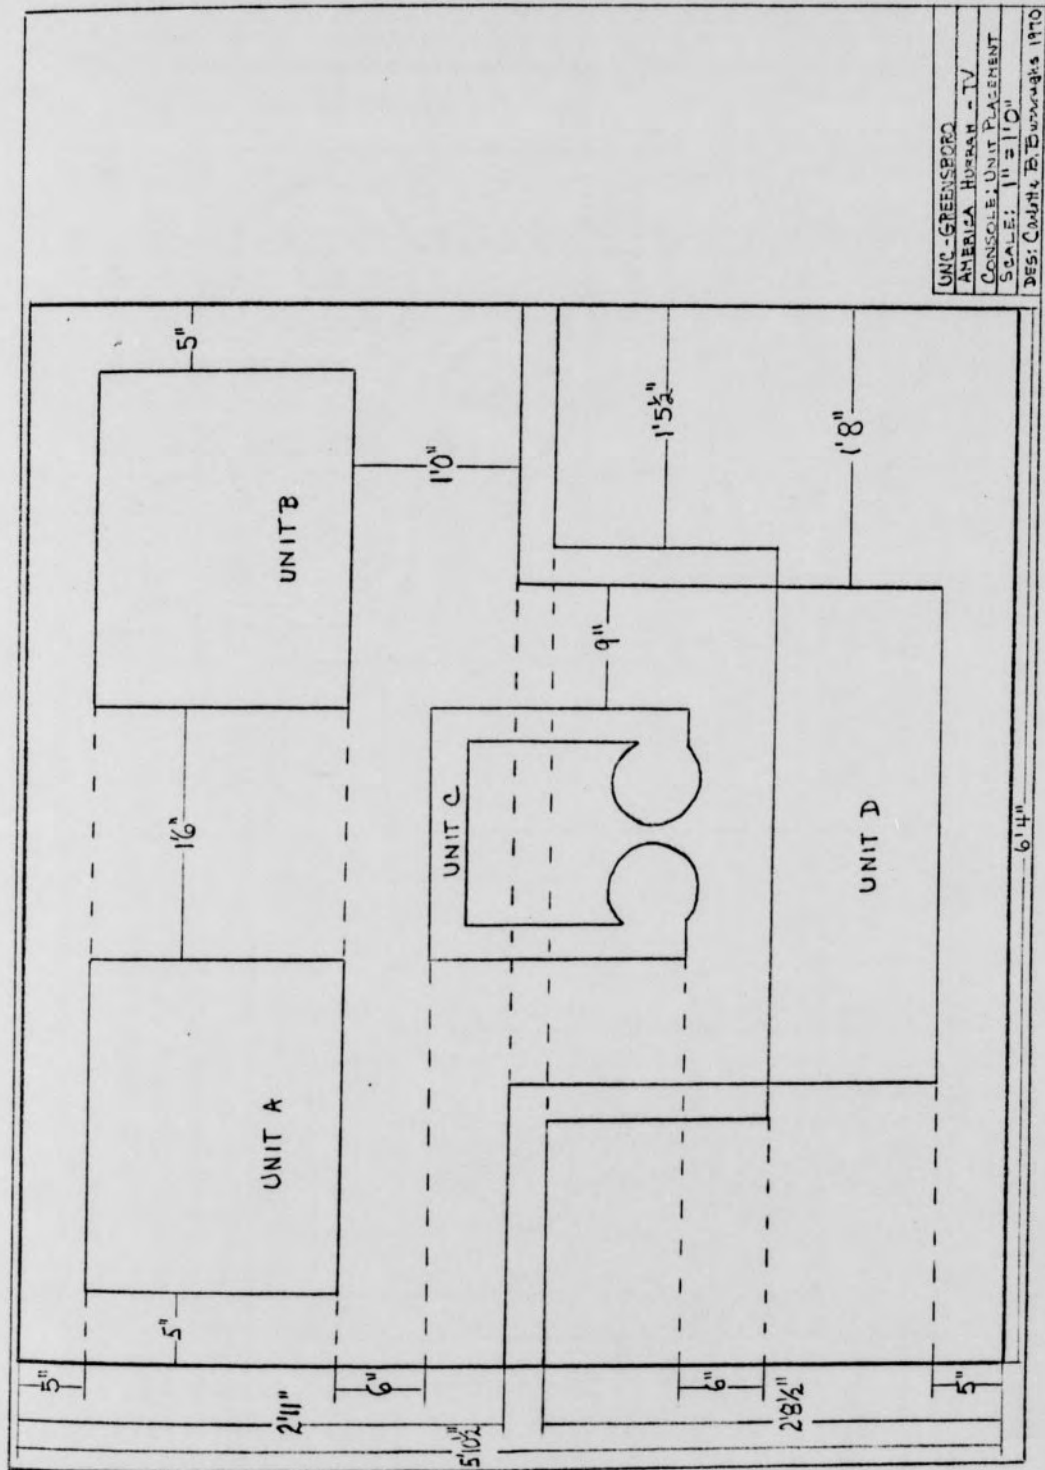 UNC-GREENSBORO
AMERICA HURRAH - TV
CONSOLE: UNIT PLACEMENT
SCALE: 1" = 1'0"
DES: Carlotta B. Burroughs 1970
5"
UNIT B
1'0"
1'5½"
1'8"
9"
1'6"
UNIT C
UNIT D
UNIT A
5"
6'4"
5"
2'11"
6"
5'10½"
6"
2'8½"
5"